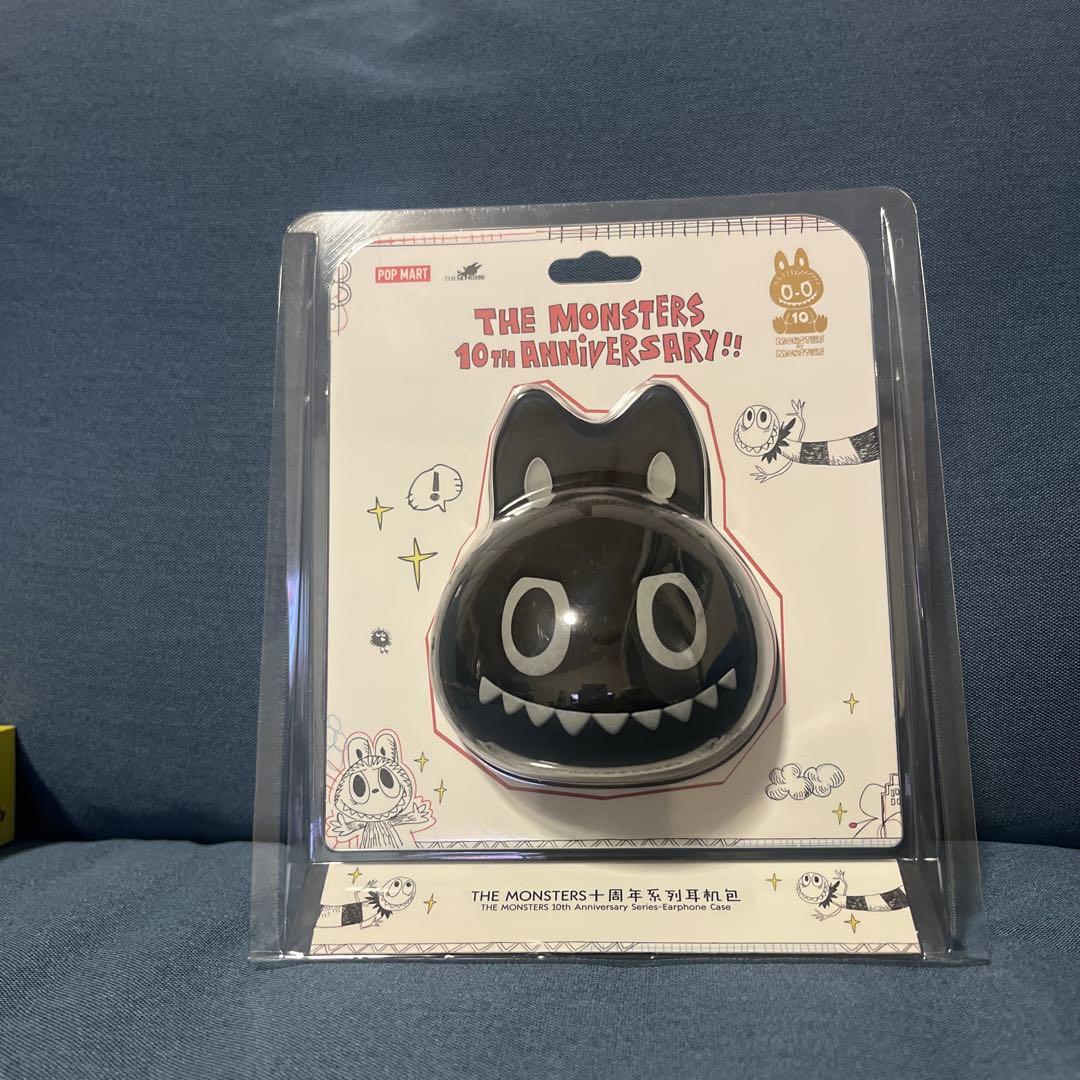 POP MART
THE MONSTERS
THE MONSTERS
10TH ANNIVERSARY!!
10
MONSTERS
BY
MONSTERS
!
THE MONSTERS十周年系列耳机包
THE MONSTERS 10th Anniversary Series-Earphone Case